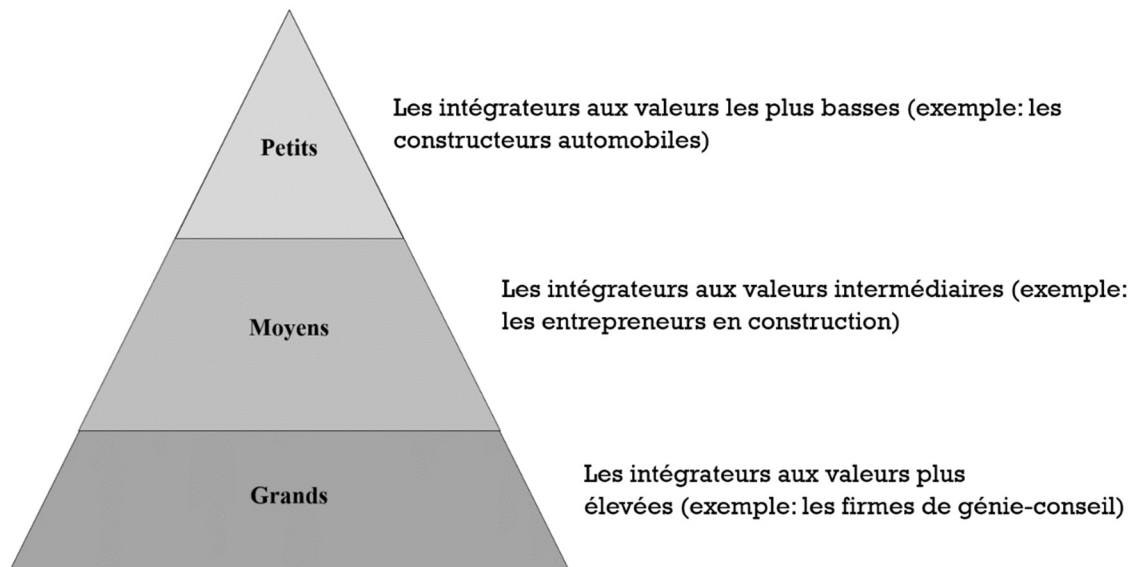 Les intégrateurs aux valeurs les plus basses (exemple: les
constructeurs automobiles)
Petits
Les intégrateurs aux valeurs intermédiaires (exemple:
les entrepreneurs en construction)
Moyens
Les intégrateurs aux valeurs plus
élevées (exemple: les firmes de génie-conseil)
Grands